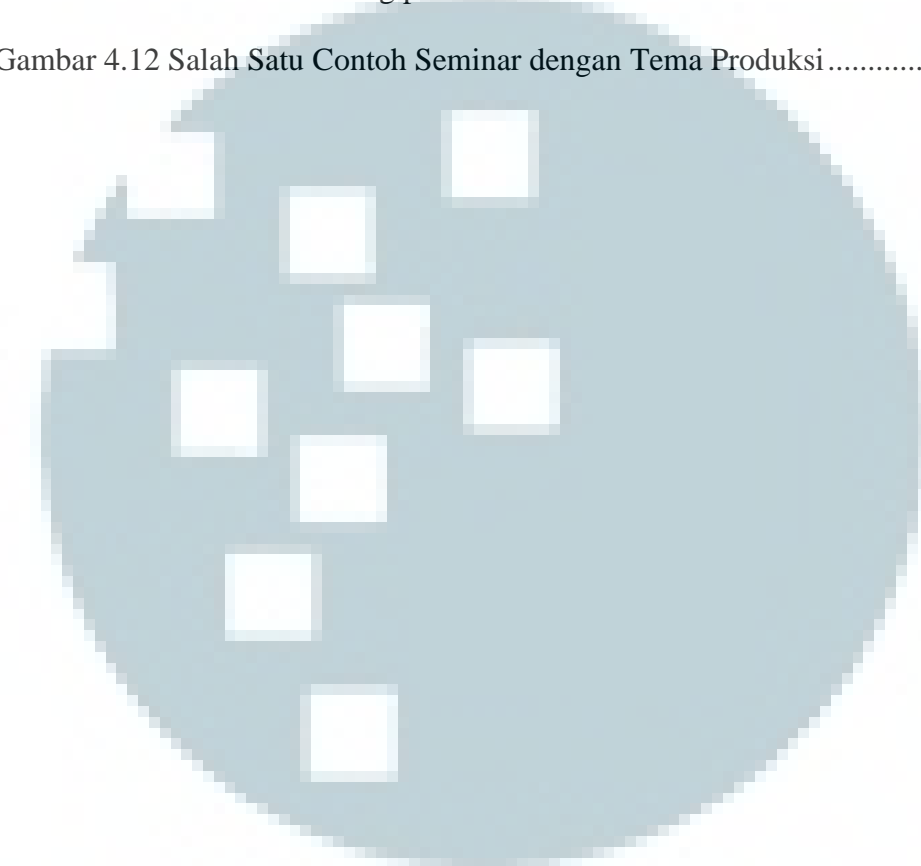 Gambar 4.12 Salah Satu Contoh Seminar dengan Tema Produksi............